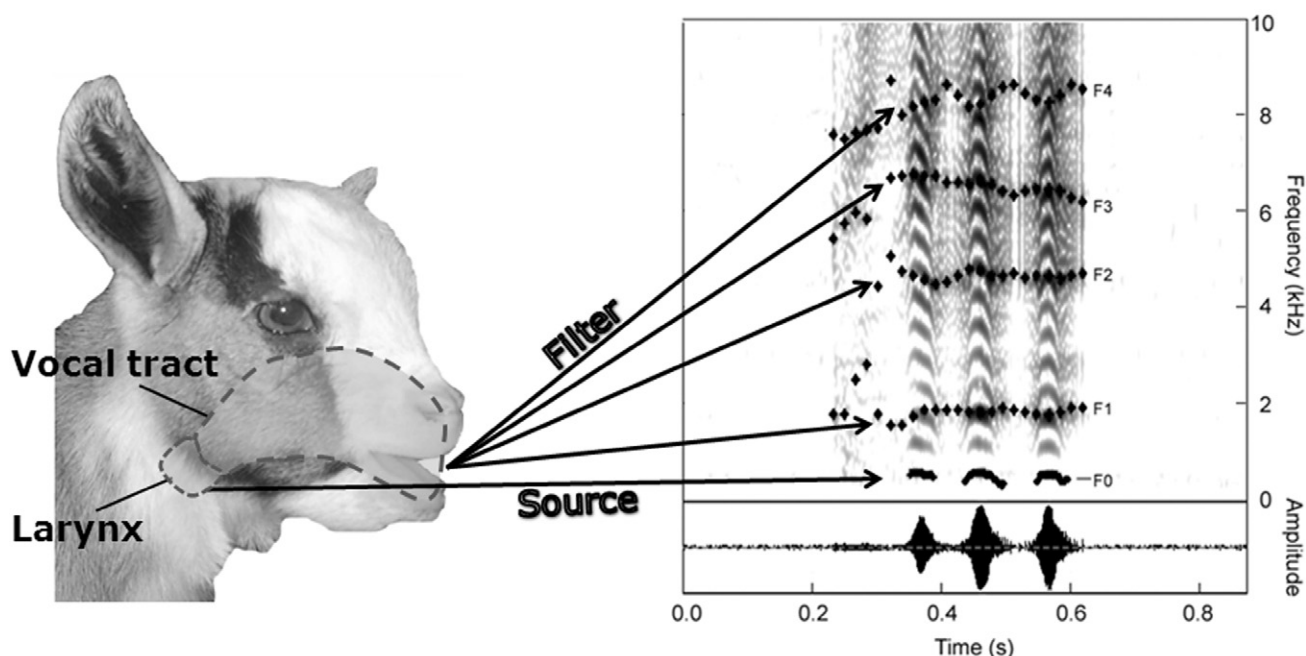 Vocal tract
Larynx
Filter
Source
F4
F3
F2
F1
F0
10
8
6
4
2
0
Frequency (kHz)
Amplitude
0.0 0.2 0.4 0.6 0.8
Time (s)